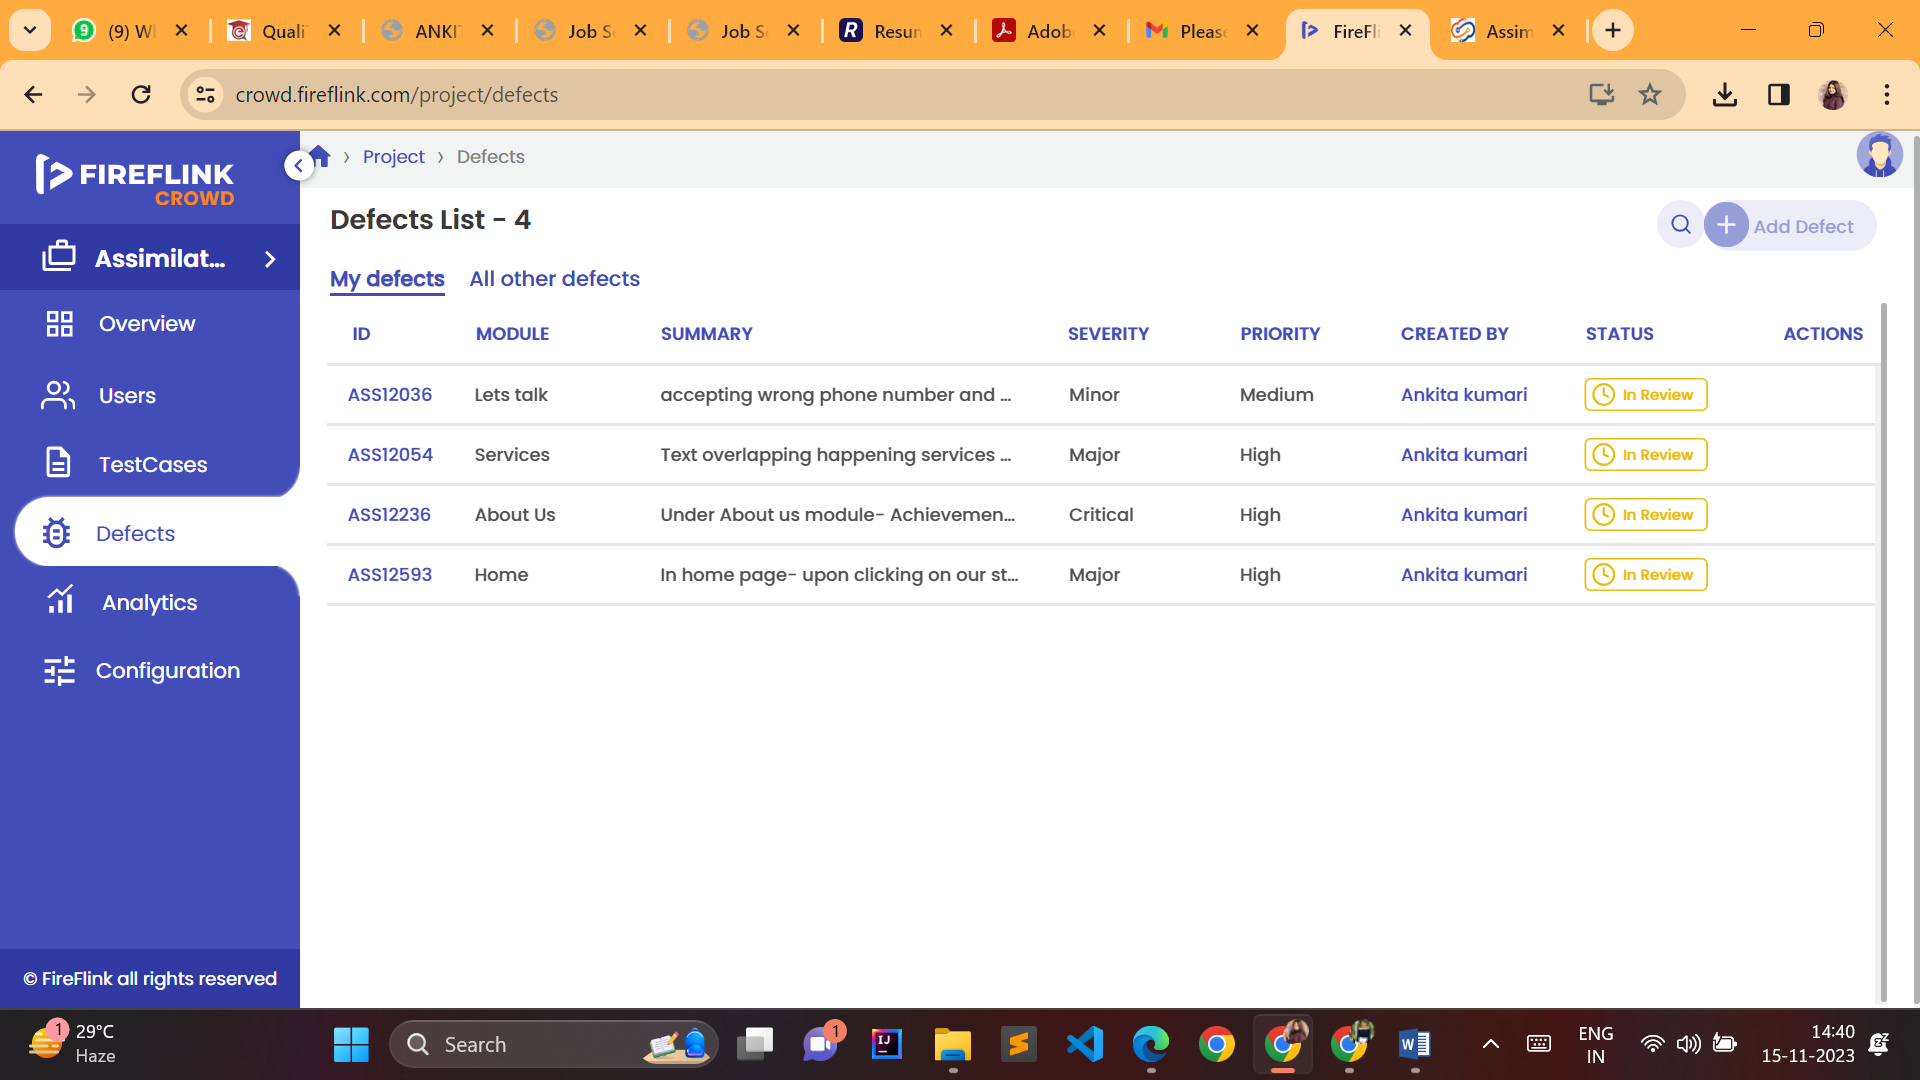 (9) W
Quali
ANKI
Job S
Job S
Resun
Adob
Please
FireFli
Assim
crowd.fireflink.com/project/defects
FIREFLINK
CROWD
Project > Defects
Defects List - 4
Add Defect
Assimilat...
My defects All other defects
Overview
Users
TestCases
Defects
Analytics
Configuration
ID MODULE SUMMARY SEVERITY PRIORITY CREATED BY STATUS ACTIONS
ASS12036 Lets talk accepting wrong phone number and ... Minor Medium Ankita kumari In Review
ASS12054 Services Text overlapping happening services ... Major High Ankita kumari In Review
ASS12236 About Us Under About us module- Achievemen... Critical High Ankita kumari In Review
ASS12593 Home In home page- upon clicking on our st... Major High Ankita kumari In Review
© FireFlink all rights reserved
1
29°C
Haze
Search
1
ENG
IN
14:40
15-11-2023